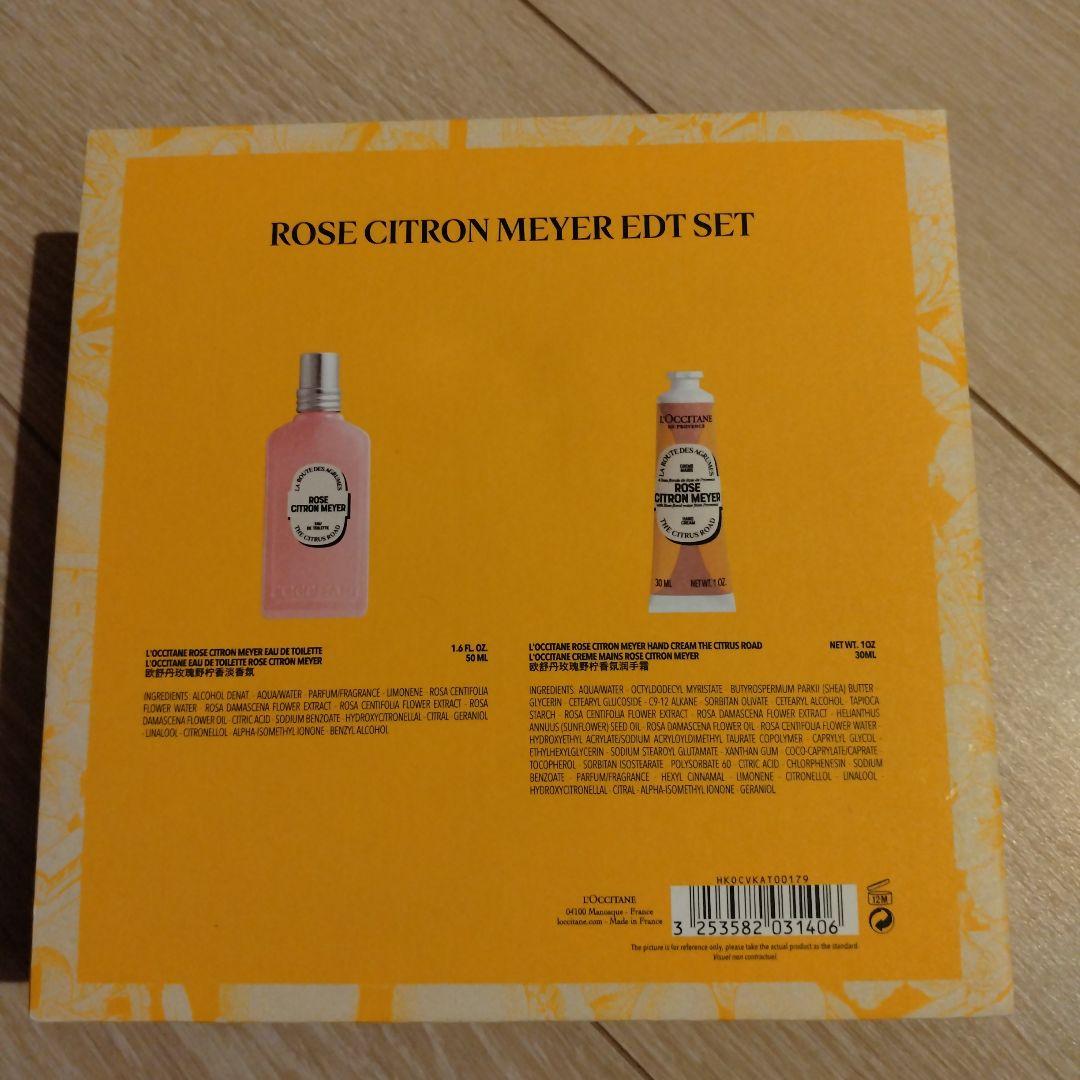 ROSE CITRON MEYER EDT SET
LA ROUTE DES AGRUMES
ROSE
CITRON MEYER
EAU
DE TOILETTE
THE CITRUS ROAD
L'OCCITANE
L'OCCITANE
EN PROVENCE
LA ROUTE DES AGRUMES
CRÈME
MAINS
ROSE
CITRON MEYER
HAND
CREAM
THE CITRUS ROAD
30 ML NET WT. 1 OZ.
L'OCCITANE ROSE CITRON MEYER EAU DE TOILETTE 1.6 FL. OZ.
L'OCCITANE EAU DE TOILETTE ROSE CITRON MEYER 50 ML
欧舒丹玫瑰野柠香淡香氛
INGREDIENTS: ALCOHOL DENAT. · AQUA/WATER · PARFUM/FRAGRANCE · LIMONENE · ROSA CENTIFOLIA
FLOWER WATER · ROSA DAMASCENA FLOWER EXTRACT · ROSA CENTIFOLIA FLOWER EXTRACT · ROSA
DAMASCENA FLOWER OIL · CITRIC ACID · SODIUM BENZOATE · HYDROXYCITRONELLAL · CITRAL · GERANIOL
· LINALOOL · CITRONELLOL · ALPHA-ISOMETHYL IONONE · BENZYL ALCOHOL
L'OCCITANE ROSE CITRON MEYER HAND CREAM THE CITRUS ROAD NET WT. 1OZ
L'OCCITANE CREME MAINS ROSE CITRON MEYER 30ML
欧舒丹玫瑰野柠香氛润手霜
INGREDIENTS: AQUA/WATER · OCTYLDODECYL MYRISTATE · BUTYROSPERMUM PARKII (SHEA) BUTTER ·
GLYCERIN · CETEARYL GLUCOSIDE · C9-12 ALKANE · SORBITAN OLIVATE · CETEARYL ALCOHOL · TAPIOCA
STARCH · ROSA CENTIFOLIA FLOWER EXTRACT · ROSA DAMASCENA FLOWER EXTRACT · HELIANTHUS
ANNUUS (SUNFLOWER) SEED OIL · ROSA DAMASCENA FLOWER OIL · ROSA CENTIFOLIA FLOWER WATER ·
HYDROXYETHYL ACRYLATE/SODIUM ACRYLOYLDIMETHYL TAURATE COPOLYMER · CAPRYLYL GLYCOL ·
ETHYLHEXYLGLYCERIN · SODIUM STEAROYL GLUTAMATE · XANTHAN GUM · COCO-CAPRYLATE/CAPRATE ·
TOCOPHEROL · SORBITAN ISOSTEARATE · POLYSORBATE 60 · CITRIC ACID · CHLORPHENESIN · SODIUM
BENZOATE · PARFUM/FRAGRANCE · HEXYL CINNAMAL · LIMONENE · CITRONELLOL · LINALOOL ·
HYDROXYCITRONELLAL · CITRAL · ALPHA-ISOMETHYL IONONE · GERANIOL
L'OCCITANE
04100 Manosque - France
loccitane.com - Made in France
HKOCVKAT00179
3 253582 031406
12 M
The picture is for reference only, please take the actual product as the standard.
Visuel non contractuel.